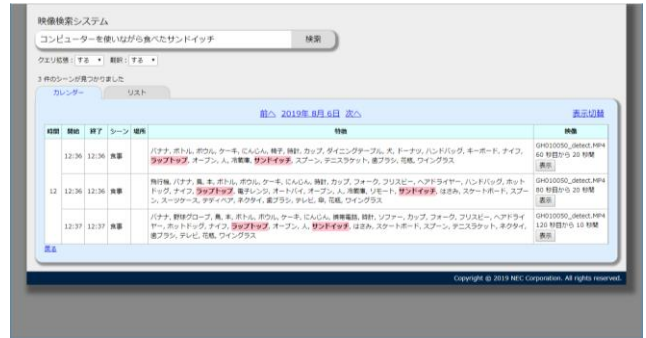 映像検索システム
コンピューターを使いながら食べたサンドイッチ 検索
クエリ拡張： する 翻訳： する
3 件のシーンが見つかりました
カレンダー リスト
前へ 2019年 8月 6日 次へ 表示切替
時間 開始 終了 シーン 場所 特徴 映像
バナナ, ボトル, ボウル, ケーキ, にんじん, 椅子, 時計, カップ, ダイニングテーブル, 犬, ドーナツ, ハンドバッグ, キーボード, ナイフ,
ラップトップ, オーブン, 人, 冷蔵庫, サンドイッチ, スプーン, テニスラケット, 歯ブラシ, 花瓶, ワイングラス
12:36 12:36 食事
GH010050_detect.MP4
60 秒目から 20 秒間
表示
飛行機, バナナ, 鳥, 本, ボトル, ボウル, ケーキ, にんじん, 時計, カップ, フォーク, フリスビー, ヘアドライヤー, ハンドバッグ, ホット
ドッグ, ナイフ, ラップトップ, 電子レンジ, オートバイ, オーブン, 人, 冷蔵庫, リモート, サンドイッチ, はさみ, スケートボード, スプー
ン, スーツケース, テディベア, ネクタイ, 歯ブラシ, テレビ, 傘, 花瓶, ワイングラス
12 12:36 12:36 食事
GH010050_detect.MP4
80 秒目から 20 秒間
表示
バナナ, 野球グローブ, 鳥, 本, ボトル, ボウル, ケーキ, にんじん, 携帯電話, 時計, ソファー, カップ, フォーク, フリスビー, ヘアドライ
ヤー, ホットドッグ, ナイフ, ラップトップ, オーブン, 人, サンドイッチ, はさみ, スケートボード, スプーン, テニスラケット, ネクタイ,
歯ブラシ, テレビ, 花瓶, ワイングラス
12:37 12:37 食事
GH010050_detect.MP4
120 秒目から 10 秒間
表示
戻る
Copyright © 2019 NEC Corporation. All rights reserved.